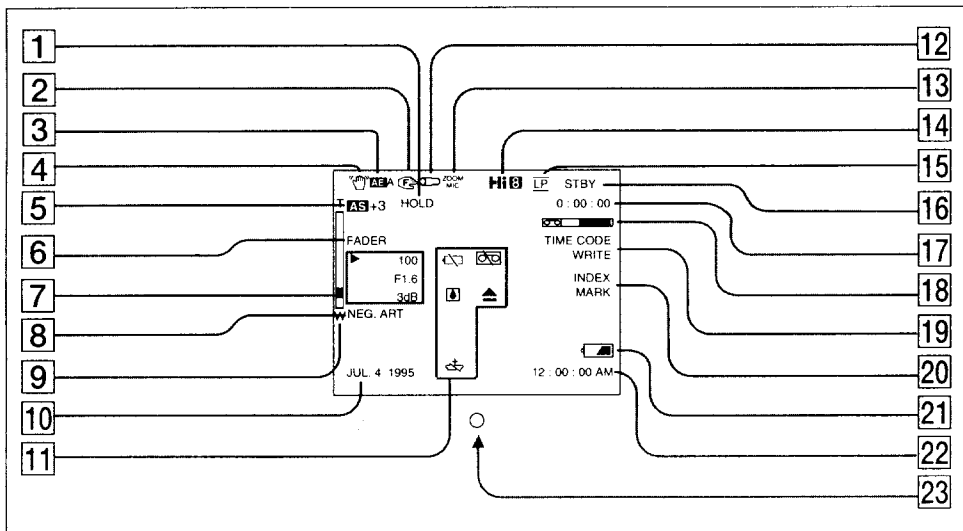 1
2
3
4
5
6
7
8
9
10
11
12
13
14
15
16
17
18
19
20
21
22
23
AE A
ZOOM
MIC
Hi8
LP
STBY
T
AS +3
HOLD
0 : 00 : 00
FADER
TIME CODE
WRITE
100
F1.6
3dB
INDEX
MARK
W
NEG. ART
JUL. 4 1995
12 : 00 : 00 AM